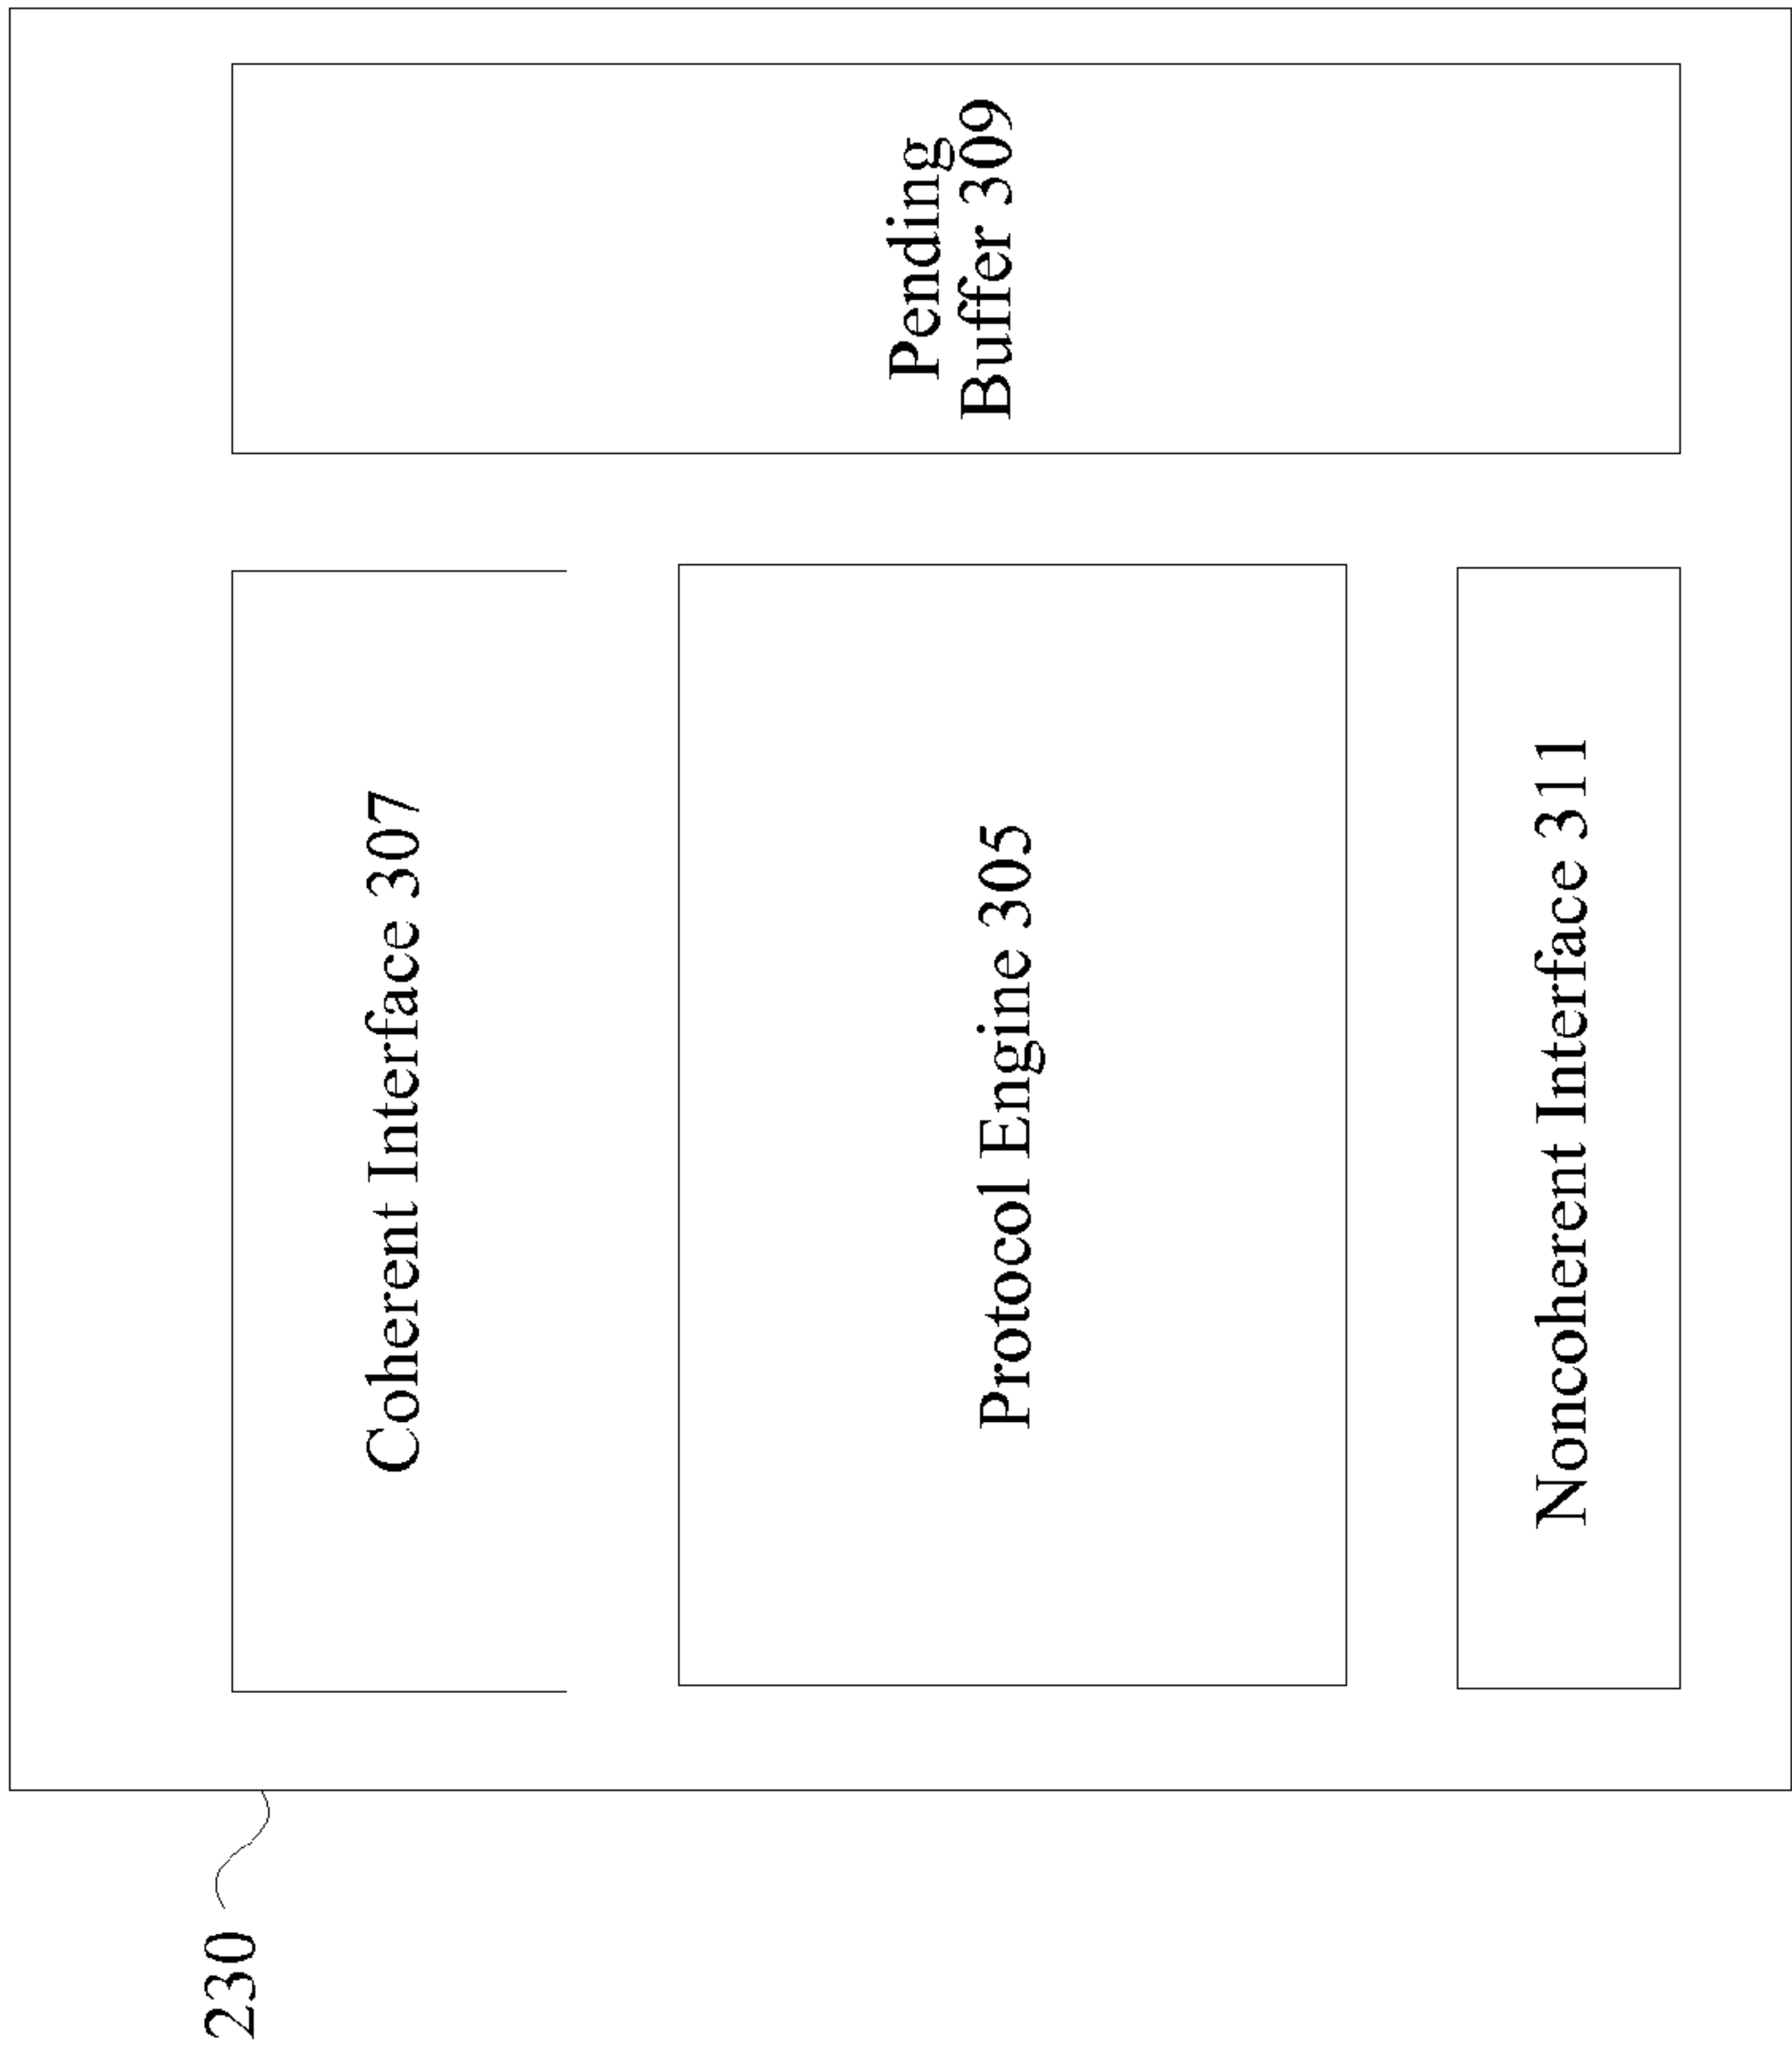 230
Coherent Interface 307
Protocol Engine 305
Noncoherent Interface 311
Pending
Buffer 309